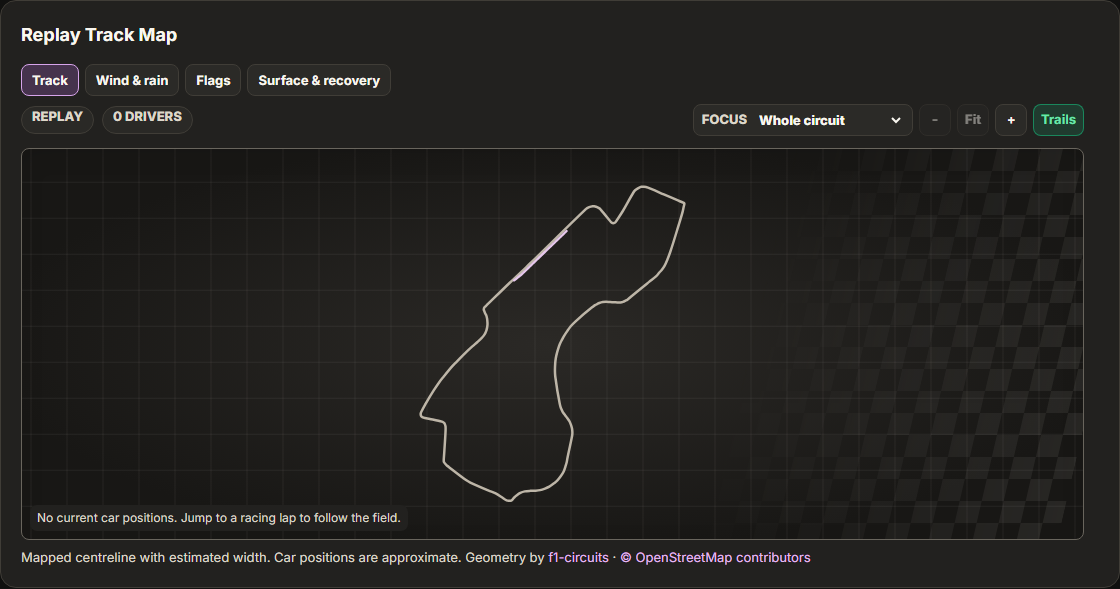 Replay Track Map
Track Wind & rain Flags Surface & recovery
REPLAY 0 DRIVERS FOCUS Whole circuit - Fit + Trails
No current car positions. Jump to a racing lap to follow the field.
Mapped centreline with estimated width. Car positions are approximate. Geometry by f1-circuits · © OpenStreetMap contributors